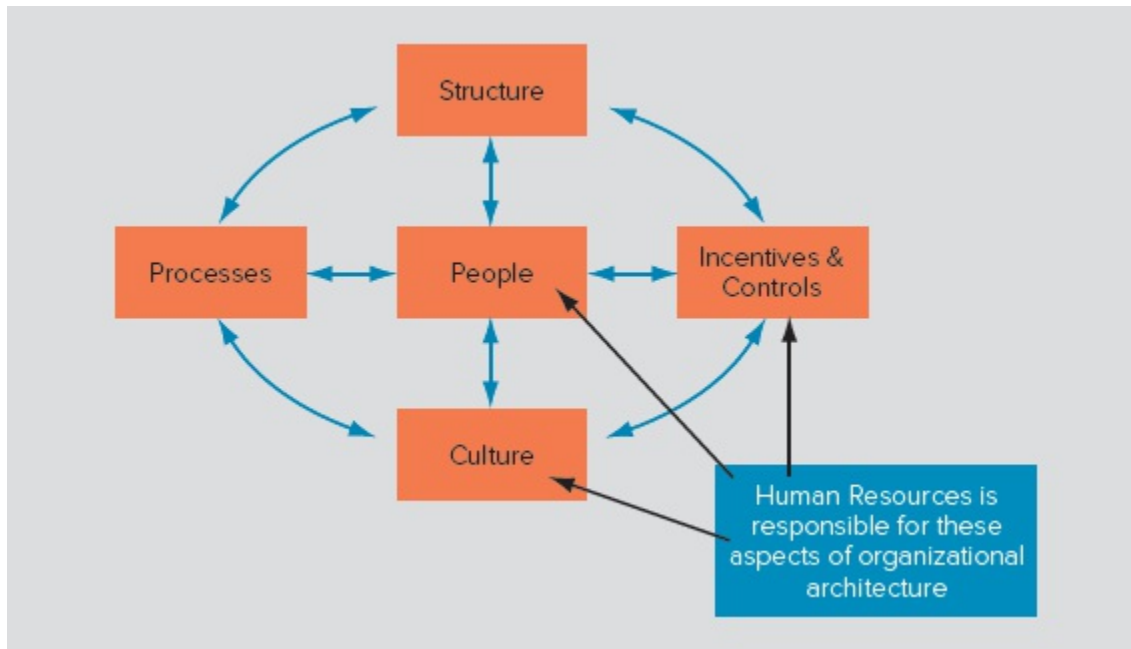 Structure
Processes
People
Incentives &
Controls
Culture
Human Resources is
responsible for these
aspects of organizational
architecture